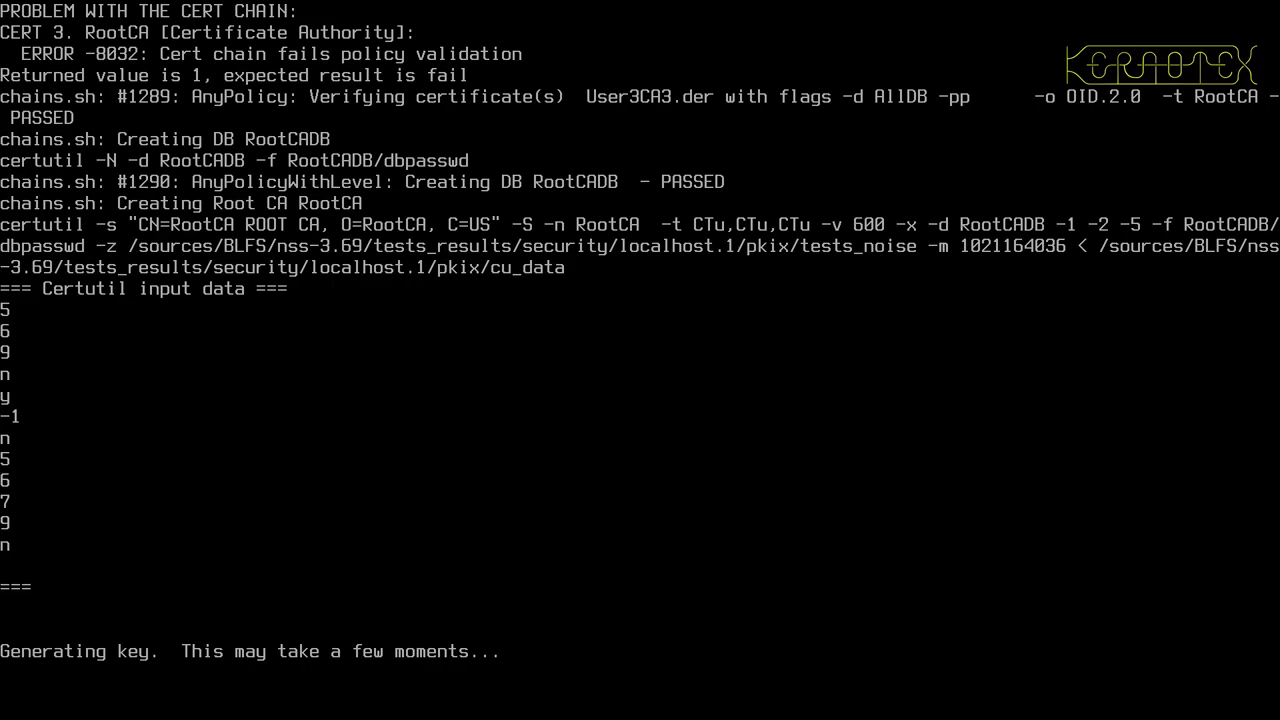 PROBLEM WITH THE CERT CHAIN:
CERT 3. RootCA [Certificate Authority]:
  ERROR -8032: Cert chain fails policy validation
Returned value is 1, expected result is fail
chains.sh: #1289: AnyPolicy: Verifying certificate(s)  User3CA3.der with flags -d AllDB -pp      -o OID.2.0  -t RootCA -
 PASSED
chains.sh: Creating DB RootCADB
certutil -N -d RootCADB -f RootCADB/dbpasswd
chains.sh: #1290: AnyPolicyWithLevel: Creating DB RootCADB  - PASSED
chains.sh: Creating Root CA RootCA
certutil -s "CN=RootCA ROOT CA, O=RootCA, C=US" -S -n RootCA  -t CTu,CTu,CTu -v 600 -x -d RootCADB -1 -2 -5 -f RootCADB/
dbpasswd -z /sources/BLFS/nss-3.69/tests_results/security/localhost.1/pkix/tests_noise -m 1021164036 < /sources/BLFS/nss
-3.69/tests_results/security/localhost.1/pkix/cu_data
=== Certutil input data ===
5
6
9
n
y
-1
n
5
6
7
9
n
===
Generating key.  This may take a few moments...